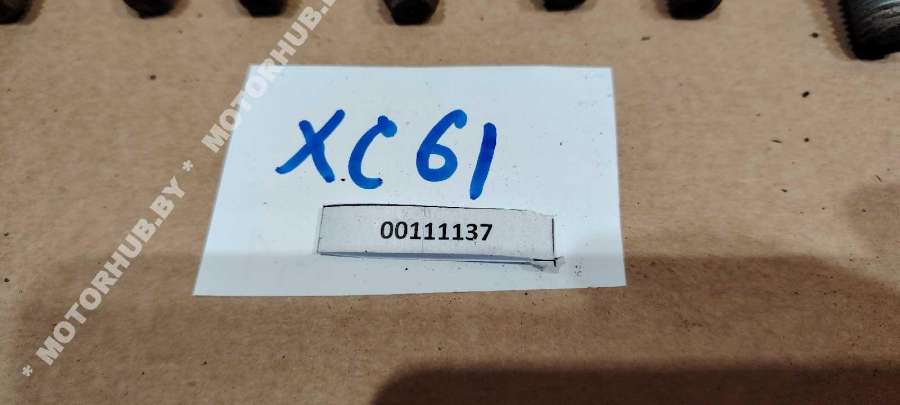 XC61
00111137
* MOTORHUB.BY * MOTORHUB.BY